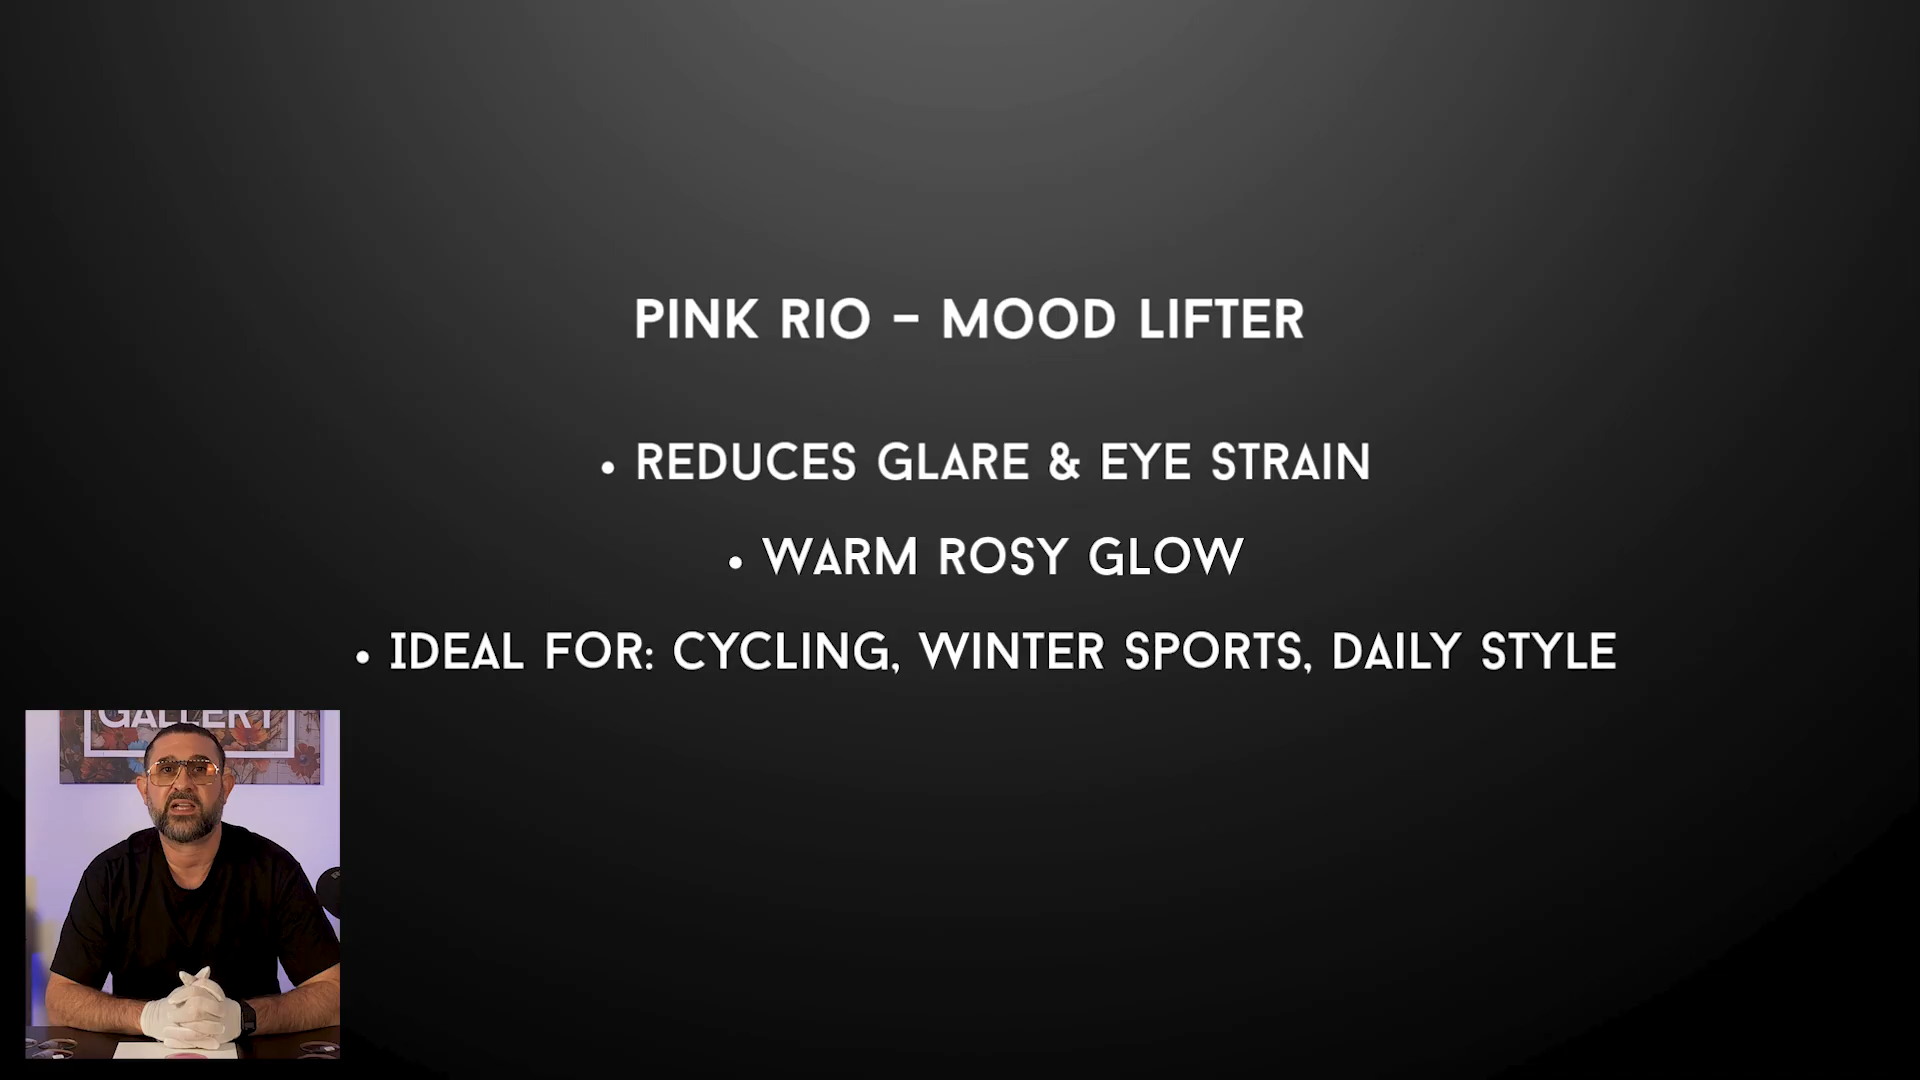 PINK RIO – MOOD LIFTER
• REDUCES GLARE & EYE STRAIN
• WARM ROSY GLOW
• IDEAL FOR: CYCLING, WINTER SPORTS, DAILY STYLE
GALLERY